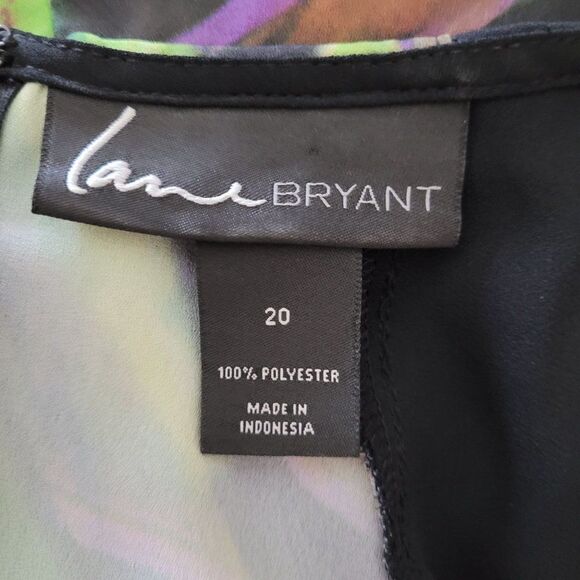 lane BRYANT
20
100% POLYESTER
MADE IN
INDONESIA